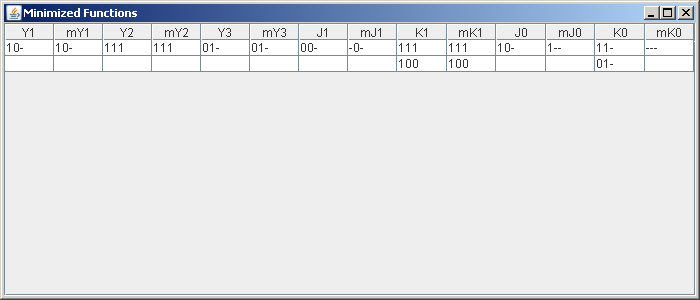 Minimized Functions
Y1 mY1 Y2 mY2 Y3 mY3 J1 mJ1 K1 mK1 J0 mJ0 K0 mK0
10- 10- 111 111 01- 01- 00- -0- 111 111 10- 1-- 11- ---
100 100 01-